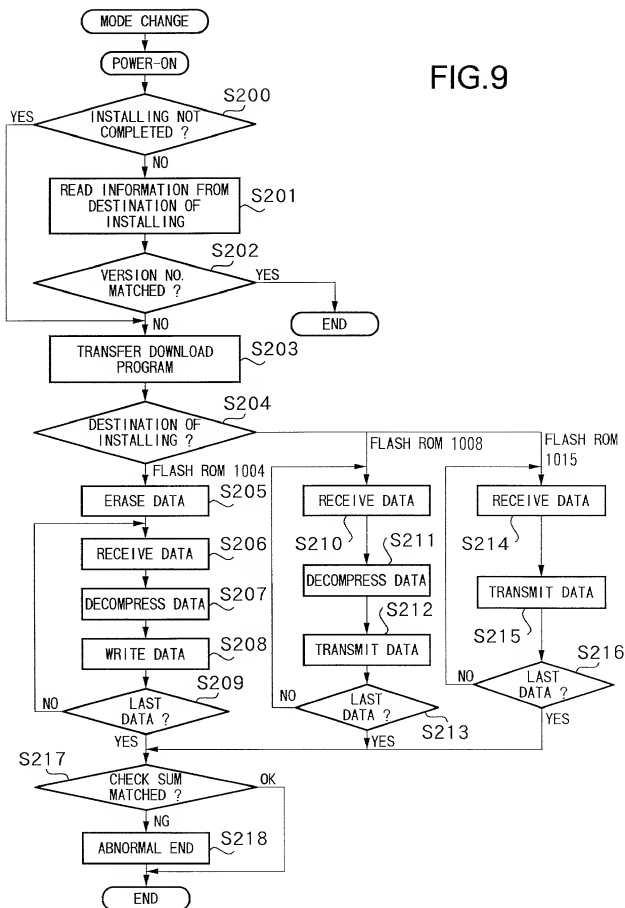 MODE CHANGE
POWER-ON
FIG.9
S200
YES
INSTALLING NOT
COMPLETED ?
NO
READ INFORMATION FROM
DESTINATION OF
INSTALLING
S201
S202
VERSION NO.
MATCHED ?
YES
NO
END
TRANSFER DOWNLOAD
PROGRAM
S203
S204
DESTINATION OF
INSTALLING ?
FLASH ROM 1004
FLASH ROM 1008
FLASH ROM
1015
ERASE DATA
S205
RECEIVE DATA
S206
DECOMPRESS DATA
S207
WRITE DATA
S208
S209
NO
LAST
DATA ?
YES
RECEIVE DATA
S210
S211
DECOMPRESS DATA
S212
TRANSMIT DATA
NO
LAST
DATA ?
S213
YES
RECEIVE DATA
S214
TRANSMIT DATA
S215
S216
NO
LAST
DATA ?
YES
S217
CHECK SUM
MATCHED ?
OK
NG
ABNORMAL END
S218
END